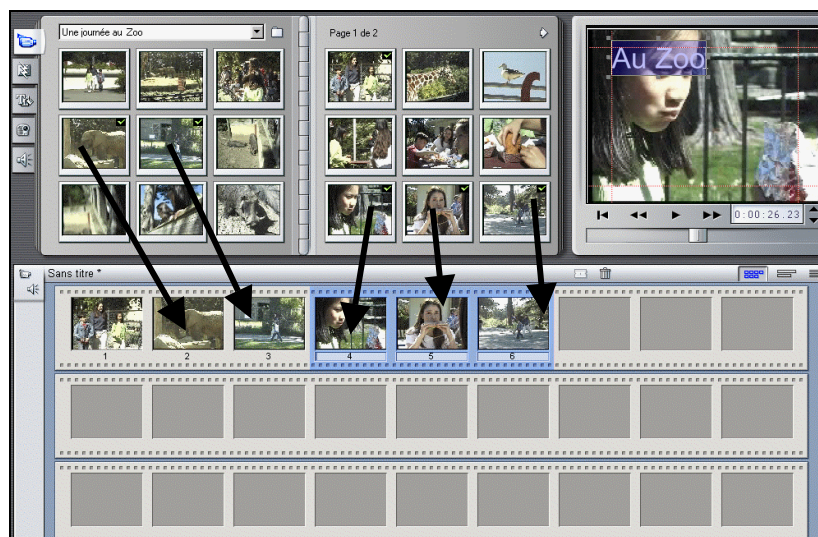 Une journée au Zoo
Page 1 de 2
Au Zoo
0:00:26.23
Sans titre *
1 2 3 4 5 6